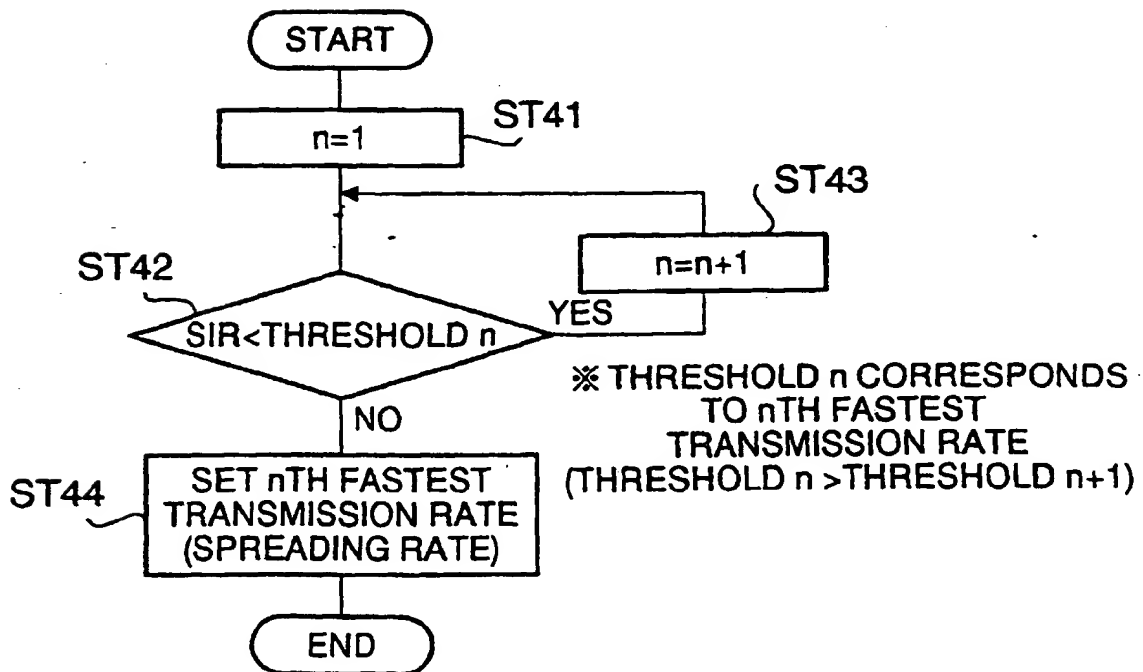 START
n=1
ST41
ST43
n=n+1
ST42
SIR<THRESHOLD n
YES
NO
※ THRESHOLD n CORRESPONDS
TO nTH FASTEST
TRANSMISSION RATE
(THRESHOLD n >THRESHOLD n+1)
ST44
SET nTH FASTEST
TRANSMISSION RATE
(SPREADING RATE)
END